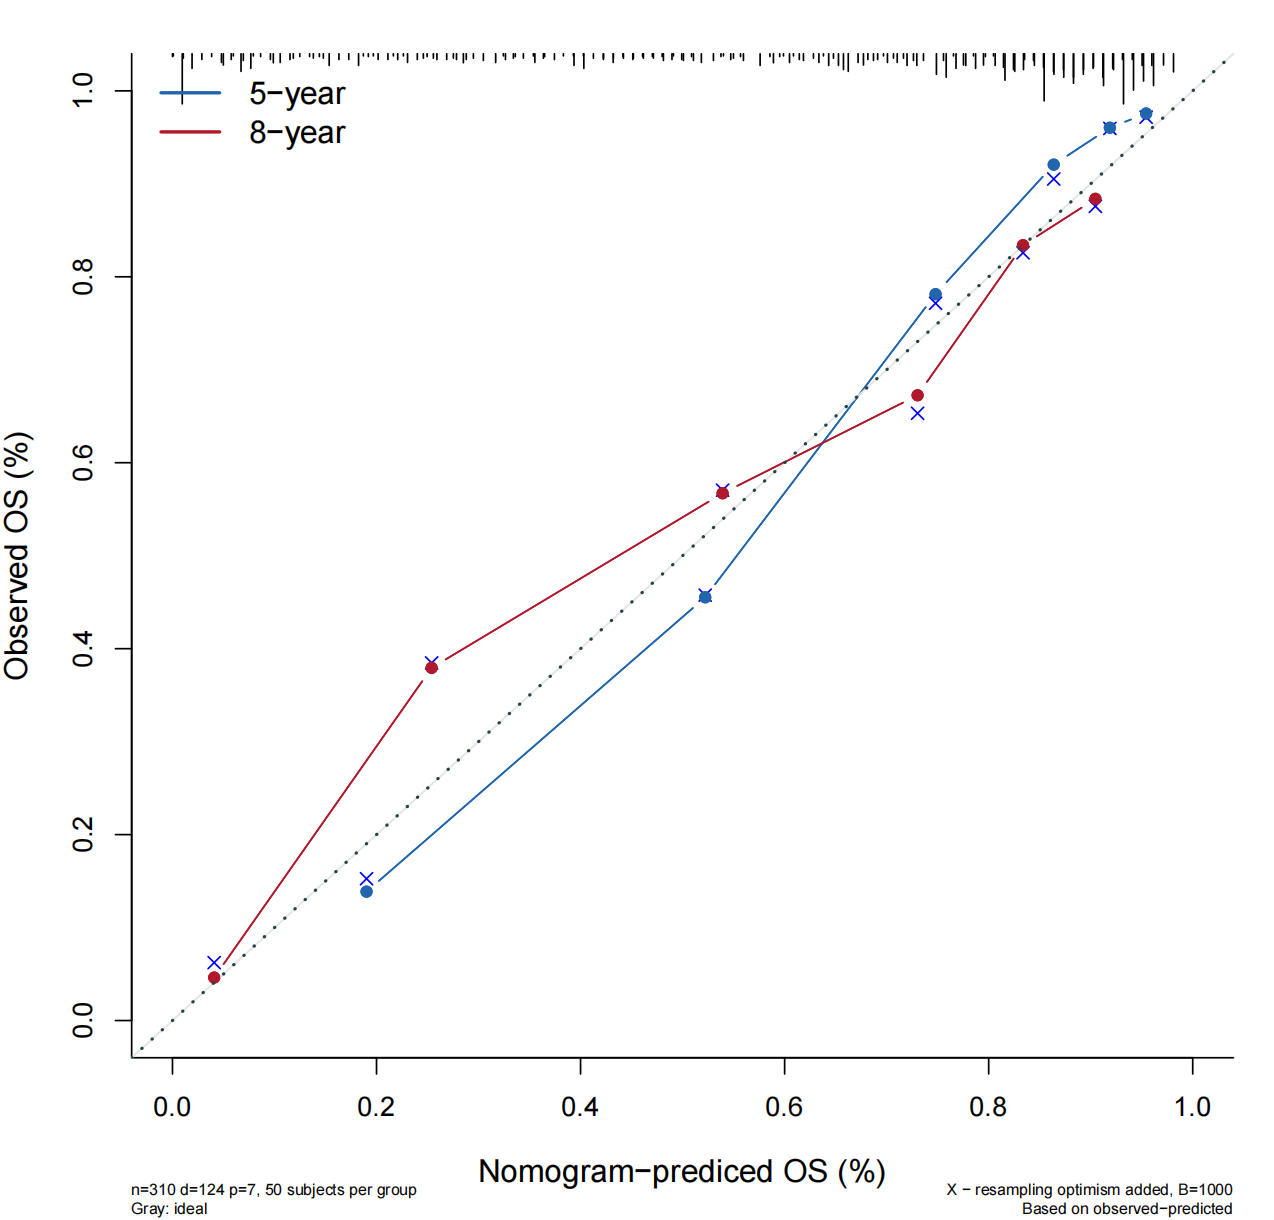 5−year
8−year
1.0
0.8
0.6
0.4
0.2
0.0
Observed OS (%)
0.0 0.2 0.4 0.6 0.8 1.0
Nomogram−prediced OS (%)
n=310 d=124 p=7, 50 subjects per group
Gray: ideal
X − resampling optimism added, B=1000
Based on observed−predicted